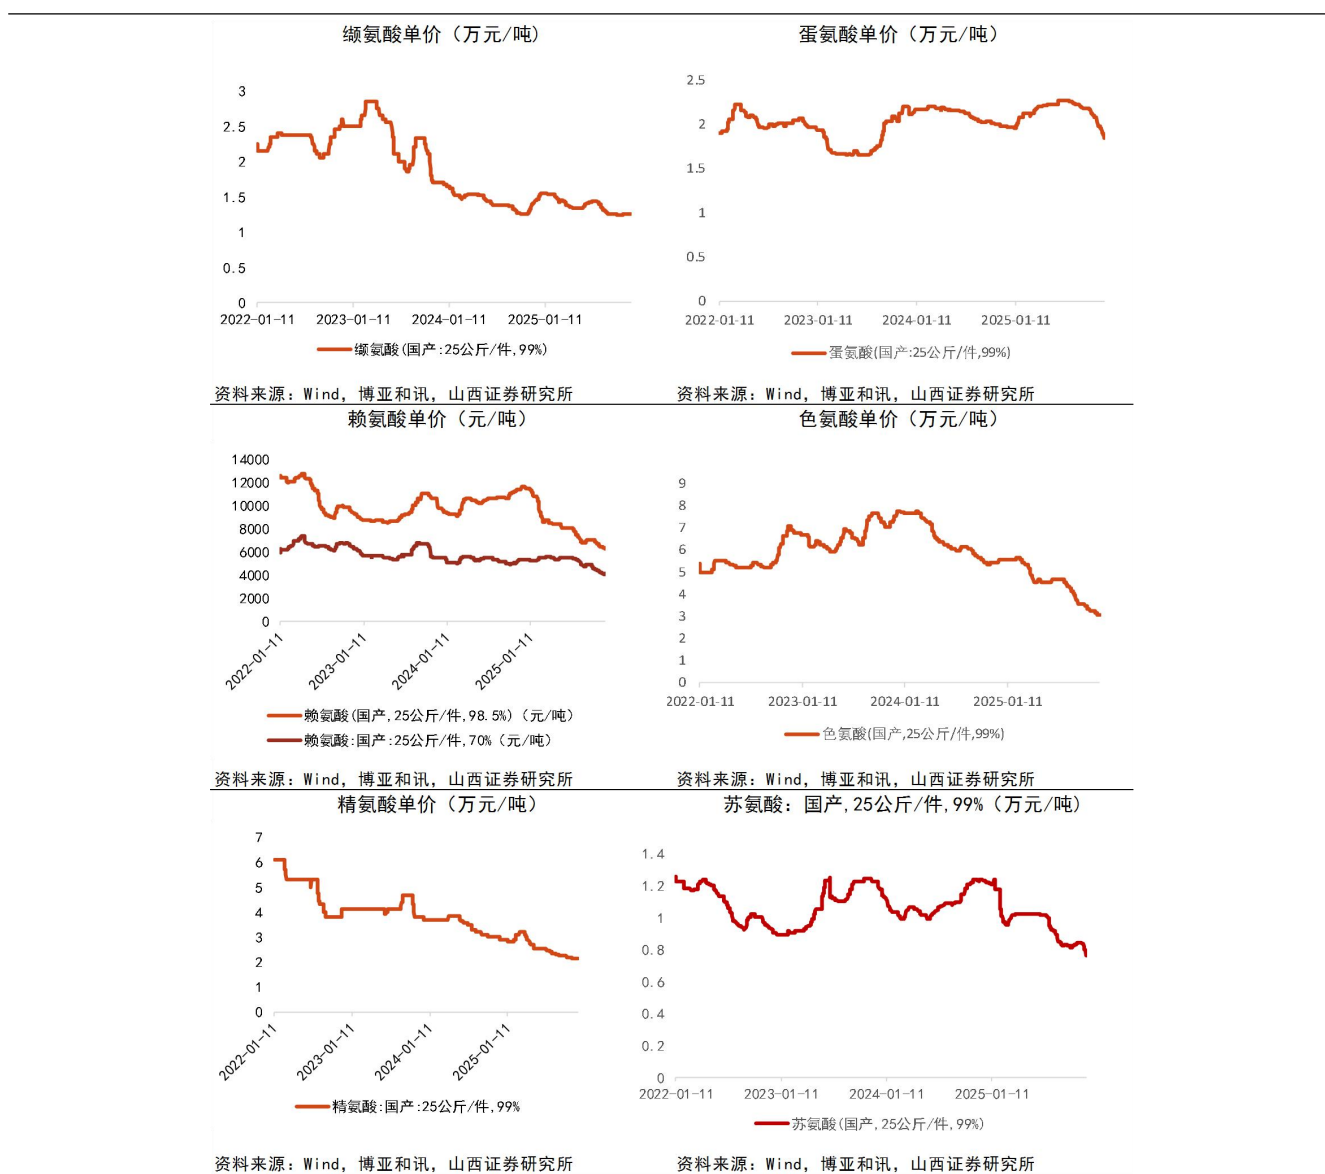 缬氨酸单价（万元/吨）
3
2.5
2
1.5
1
0.5
0
2022-01-11 2023-01-11 2024-01-11 2025-01-11
缬氨酸(国产:25公斤/件,99%)
资料来源：Wind，博亚和讯，山西证券研究所
蛋氨酸单价（万元/吨）
2.5
2
1.5
1
0.5
0
2022-01-11 2023-01-11 2024-01-11 2025-01-11
蛋氨酸(国产:25公斤/件,99%)
资料来源：Wind，博亚和讯，山西证券研究所
赖氨酸单价（元/吨）
14000
12000
10000
8000
6000
4000
2000
0
2022-01-11 2023-01-11 2024-01-11 2025-01-11
赖氨酸(国产,25公斤/件,98.5%)（元/吨）
赖氨酸:国产:25公斤/件,70%（元/吨）
资料来源：Wind，博亚和讯，山西证券研究所
色氨酸单价（万元/吨）
9
8
7
6
5
4
3
2
1
0
2022-01-11 2023-01-11 2024-01-11 2025-01-11
色氨酸(国产,25公斤/件,99%)
资料来源：Wind，博亚和讯，山西证券研究所
精氨酸单价（万元/吨）
7
6
5
4
3
2
1
0
2022-01-11 2023-01-11 2024-01-11 2025-01-11
精氨酸:国产:25公斤/件,99%
资料来源：Wind，博亚和讯，山西证券研究所
苏氨酸：国产,25公斤/件,99%（万元/吨）
1.4
1.2
1
0.8
0.6
0.4
0.2
0
2022-01-11 2023-01-11 2024-01-11 2025-01-11
苏氨酸(国产,25公斤/件,99%)
资料来源：Wind，博亚和讯，山西证券研究所